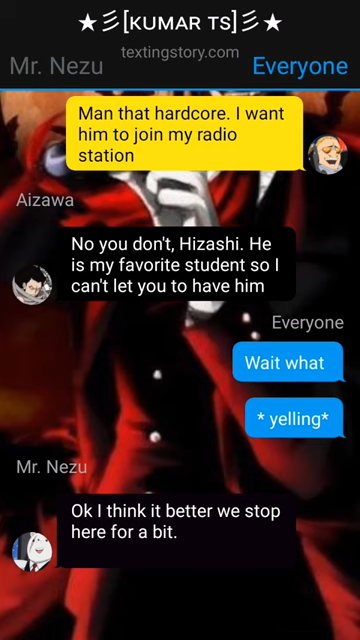 ★彡[ᴋᴜᴍᴀʀ ᴛs]彡★
textingstory.com
Mr. Nezu Everyone
Man that hardcore. I want
him to join my radio
station
Aizawa
No you don't, Hizashi. He
is my favorite student so I
can't let you to have him
Everyone
Wait what
* yelling*
Mr. Nezu
Ok I think it better we stop
here for a bit.